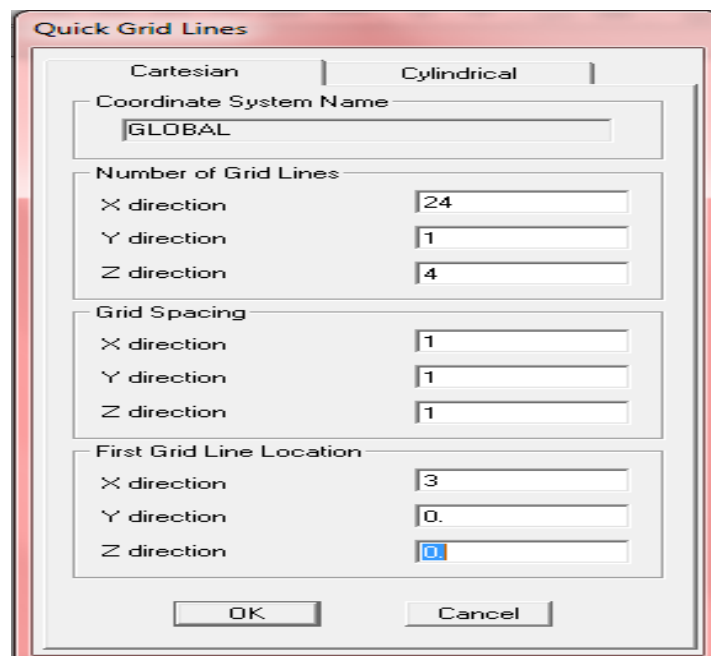 Quick Grid Lines
Cartesian
Cylindrical
Coordinate System Name
GLOBAL
Number of Grid Lines
X direction 24
Y direction 1
Z direction 4
Grid Spacing
X direction 1
Y direction 1
Z direction 1
First Grid Line Location
X direction 3
Y direction 0.
Z direction 0.
OK
Cancel